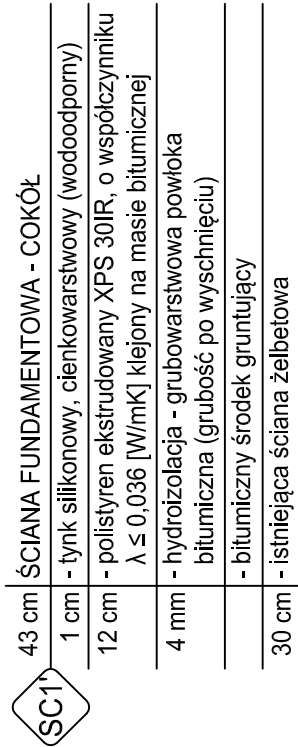 SC1'
43 cm ŚCIANA FUNDAMENTOWA - COKÓŁ
1 cm - tynk silikonowy, cienkowarstwowy (wodoodporny)
12 cm - polistyren ekstrudowany XPS 30IR, o współczynniku
λ ≤ 0,036 [W/mK] klejony na masie bitumicznej
4 mm - hydroizolacja - grubowarstwowa powłoka
bitumiczna (grubość po wyschnięciu)
- bitumiczny środek gruntujący
30 cm - istniejąca ściana żelbetowa